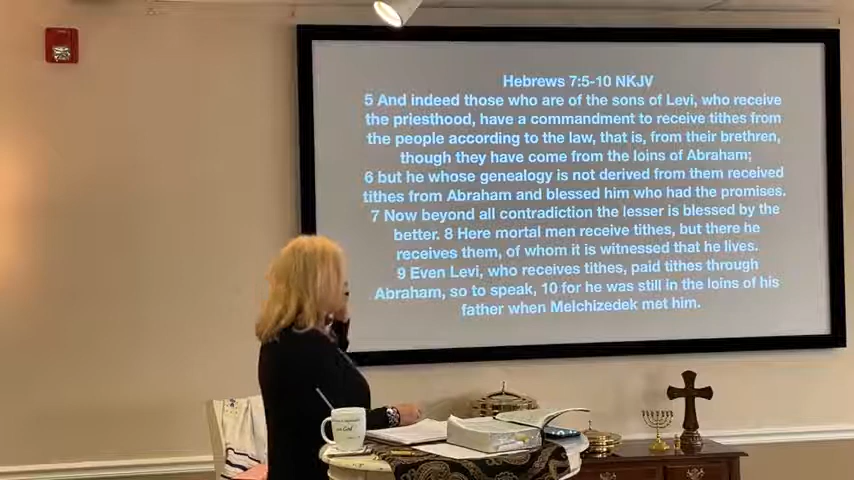 Hebrews 7:5-10 NKJV
5 And indeed those who are of the sons of Levi, who receive
the priesthood, have a commandment to receive tithes from
the people according to the law, that is, from their brethren,
though they have come from the loins of Abraham;
6 but he whose genealogy is not derived from them received
tithes from Abraham and blessed him who had the promises.
7 Now beyond all contradiction the lesser is blessed by the
better. 8 Here mortal men receive tithes, but there he
receives them, of whom it is witnessed that he lives.
9 Even Levi, who receives tithes, paid tithes through
Abraham, so to speak, 10 for he was still in the loins of his
father when Melchizedek met him.
God